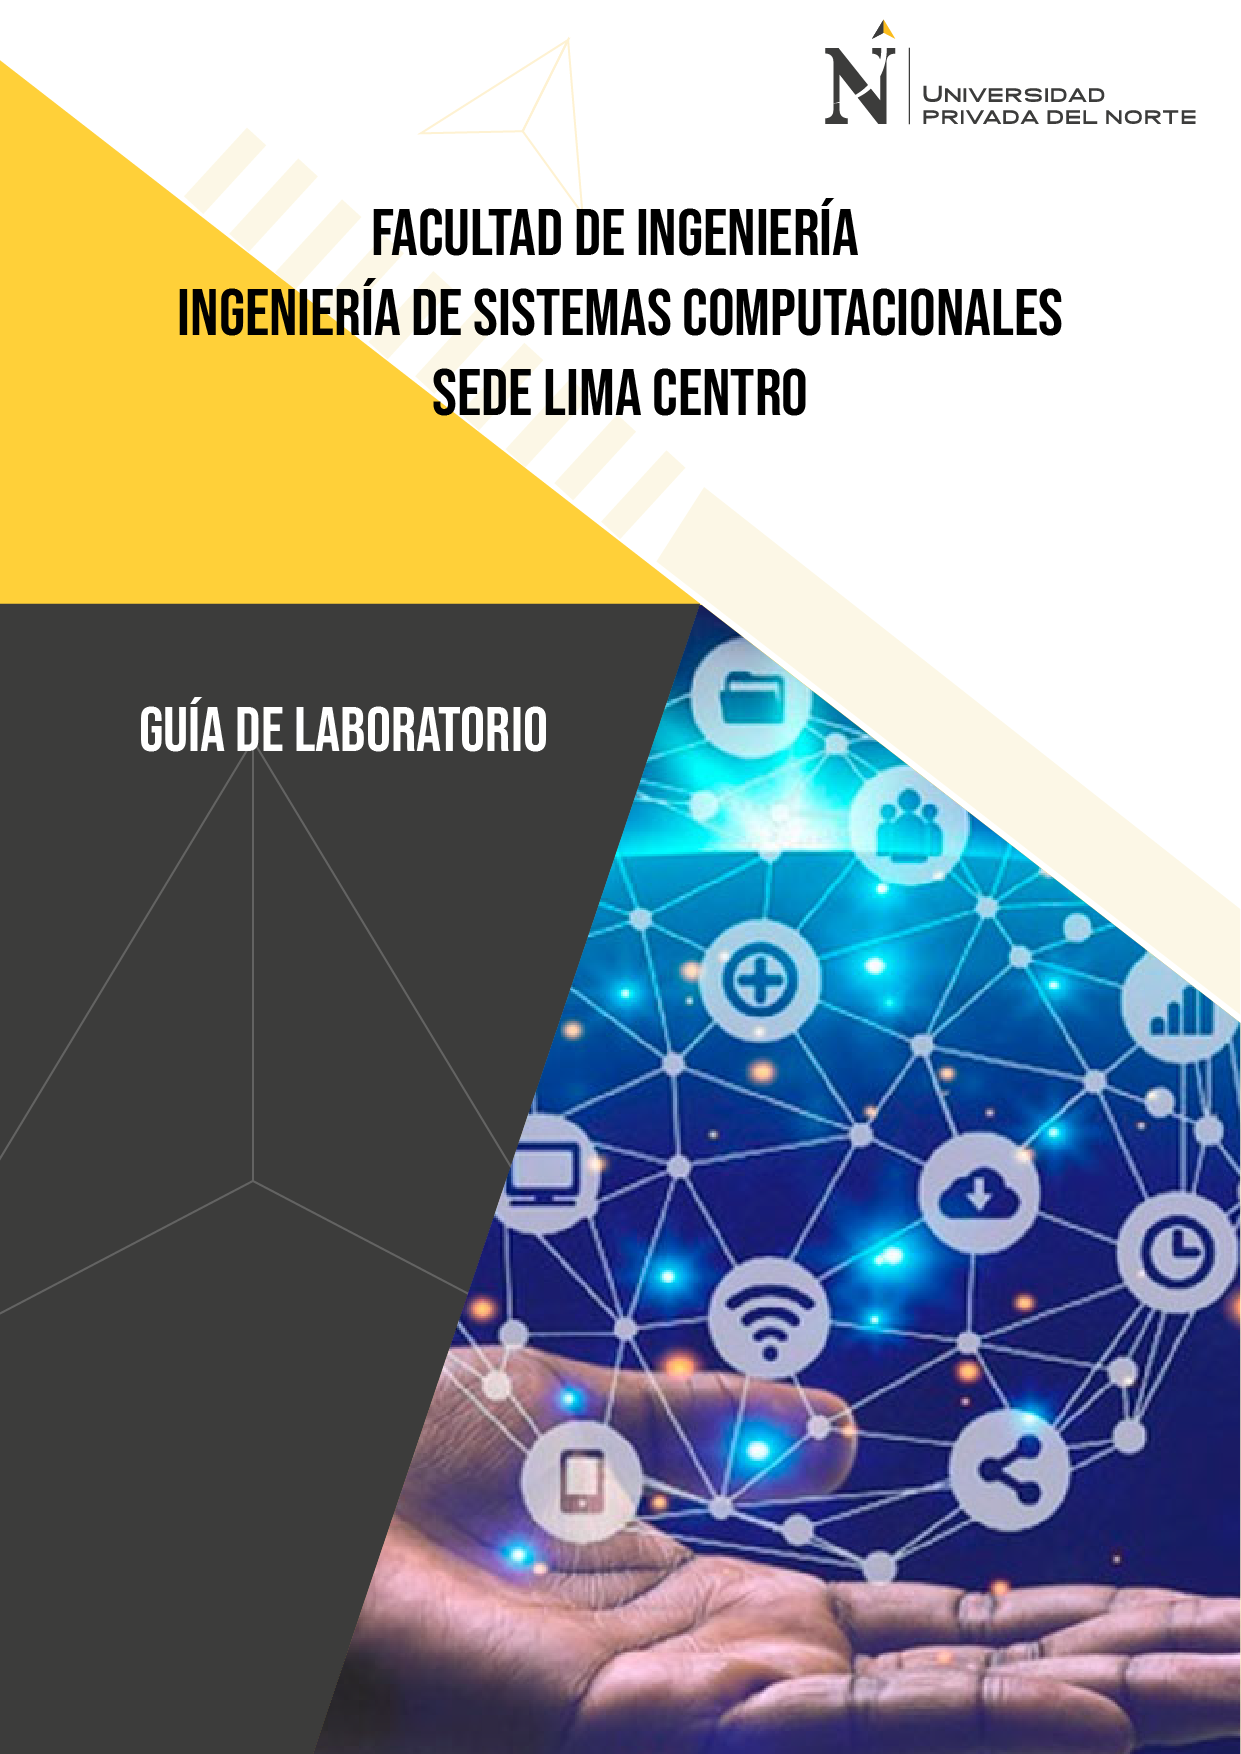 UNIVERSIDAD
PRIVADA DEL NORTE
FACULTAD DE INGENIERÍA
INGENIERÍA DE SISTEMAS COMPUTACIONALES
SEDE LIMA CENTRO
GUÍA DE LABORATORIO